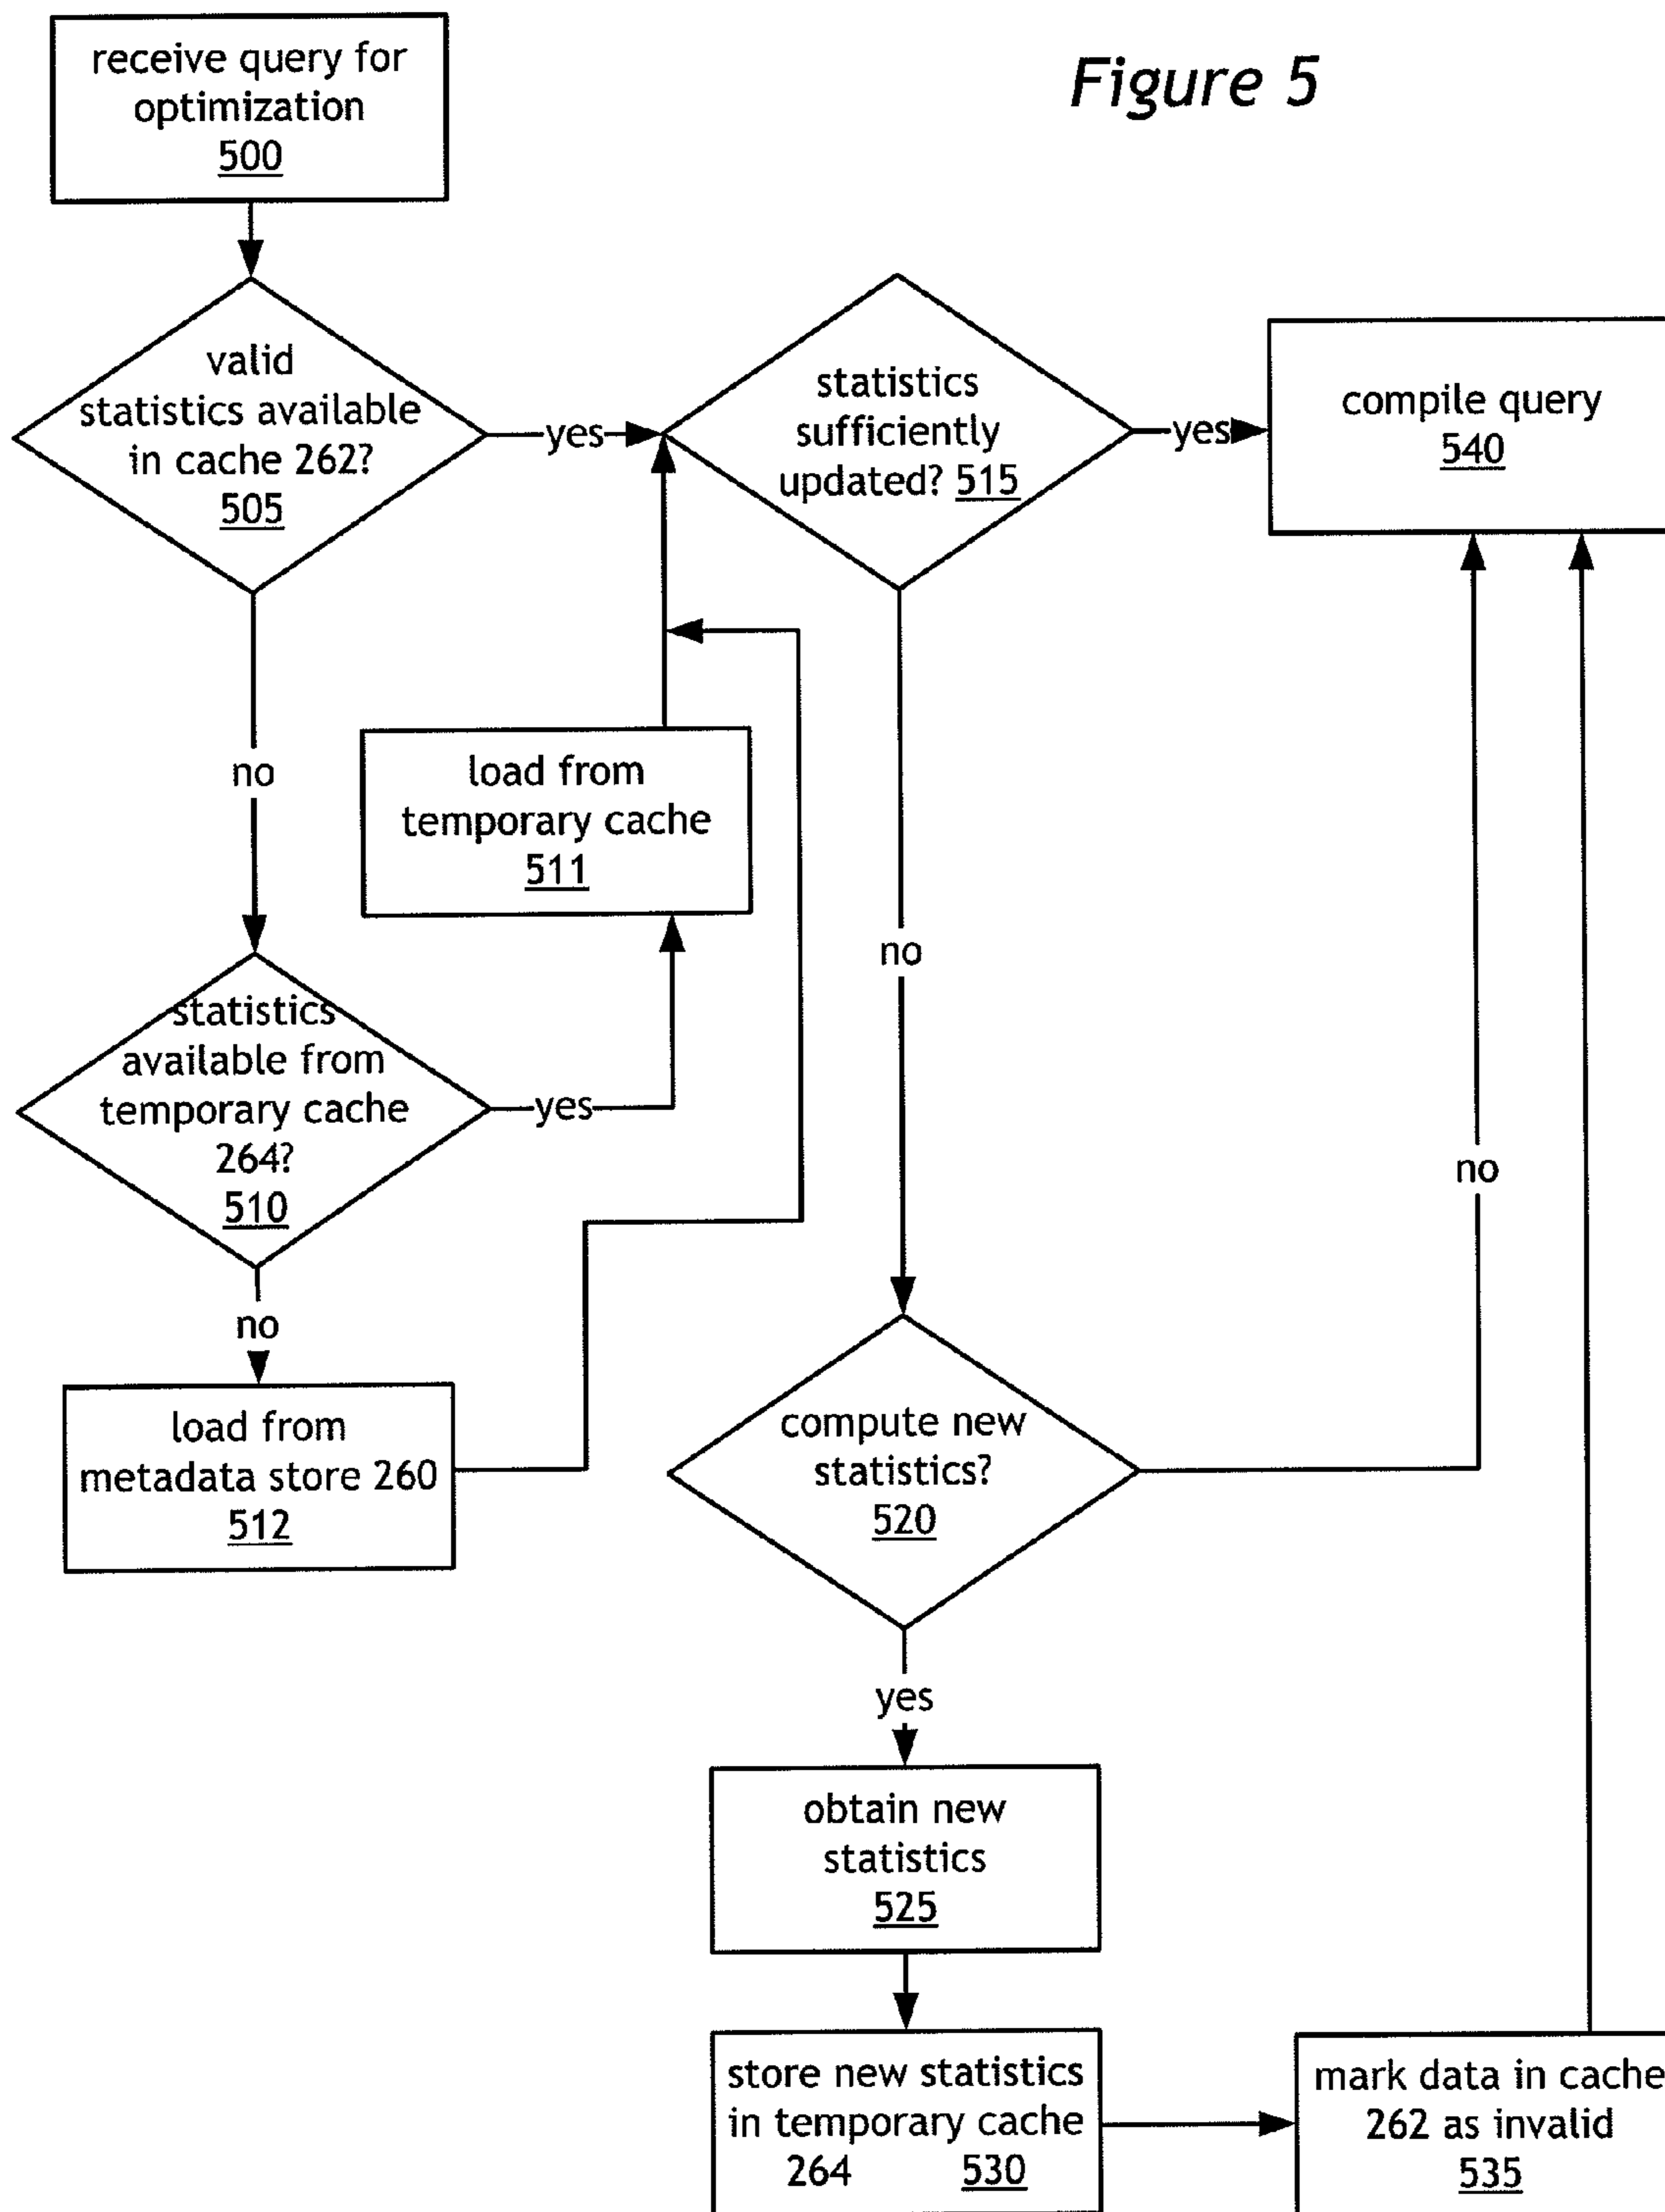 Figure 5
receive query for
optimization
500
valid
statistics available
in cache 262?
505
yes
no
statistics
sufficiently
updated? 515
yes
no
compile query
540
load from
temporary cache
511
statistics
available from
temporary cache
264?
510
yes
no
load from
metadata store 260
512
compute new
statistics?
520
no
yes
obtain new
statistics
525
store new statistics
in temporary cache
264 530
mark data in cache
262 as invalid
535